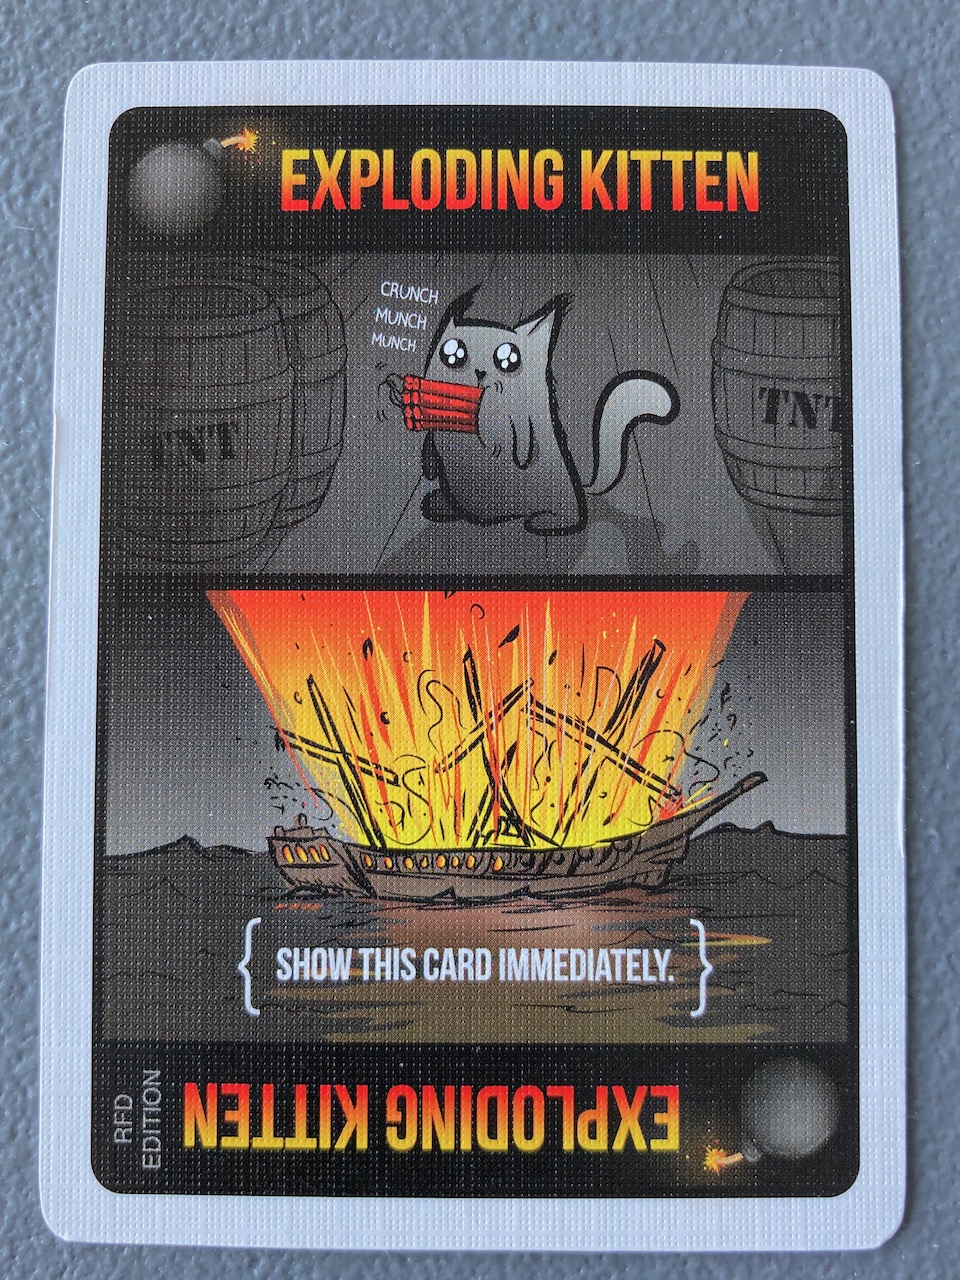 EXPLODING KITTEN
CRUNCH
MUNCH
MUNCH
TNT
TNT
SHOW THIS CARD IMMEDIATELY.
RFD
EDITION
EXPLODING KITTEN